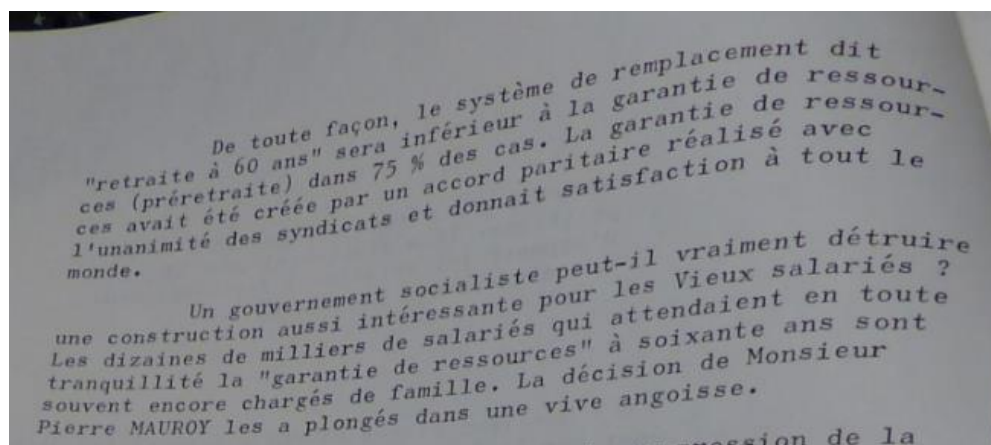 De toute façon, le système de remplacement dit
"retraite à 60 ans" sera inférieur à la garantie de ressour-
ces (préretraite) dans 75 % des cas. La garantie de ressour-
ces avait été créée par un accord paritaire réalisé avec
l'unanimité des syndicats et donnait satisfaction à tout le
monde.
Un gouvernement socialiste peut-il vraiment détruire
une construction aussi intéressante pour les Vieux salariés ?
Les dizaines de milliers de salariés qui attendaient en toute
tranquillité la "garantie de ressources" à soixante ans sont
souvent encore chargés de famille. La décision de Monsieur
Pierre MAUROY les a plongés dans une vive angoisse.
de la